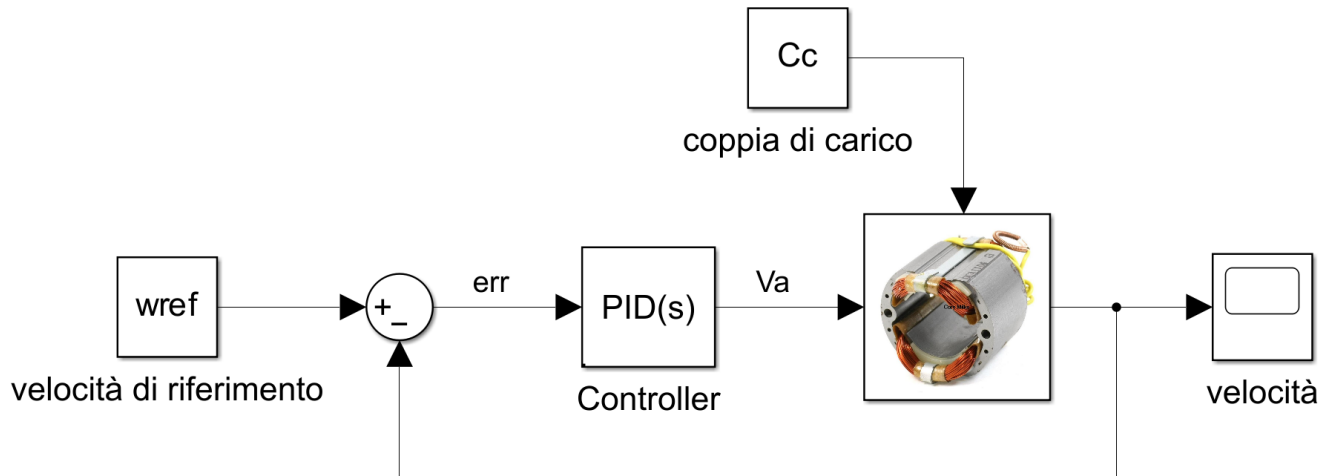 Cc
coppia di carico
wref
velocità di riferimento
+
−
err
PID(s)
Controller
Va
velocità